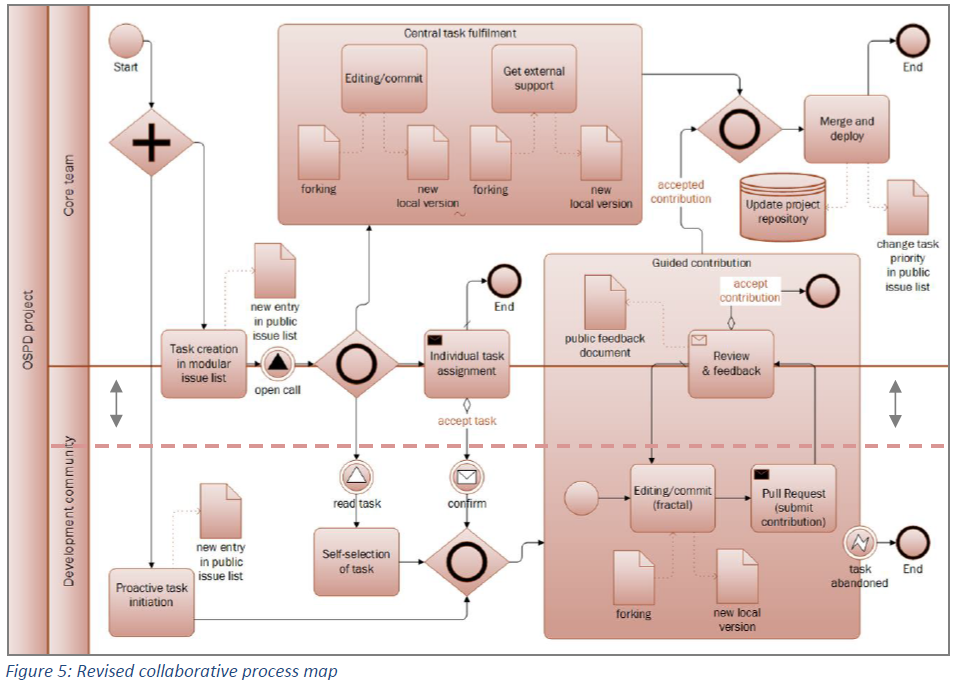 OSPD project
Core team
Development community
Start
Central task fulfilment
Editing/commit
Get external
support
forking
new
local version
forking
new
local version
End
Merge and
deploy
accepted
contribution
Update project
repository
change task
priority
in public
issue list
new entry
in public
issue list
Task creation
in modular
issue list
open call
End
Individual task
assignment
accept task
Guided contribution
accept
contribution
public feedback
document
Review
& feedback
read task
confirm
Editing/commit
(fractal)
Pull Request
(submit
contribution)
new entry
in public
issue list
Self-selection
of task
task
abandoned
End
Proactive task
initiation
forking
new local
version
Figure 5: Revised collaborative process map